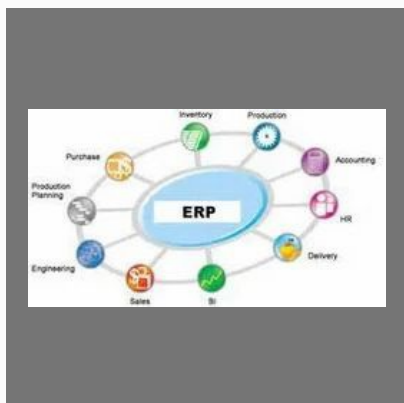 Inventory
Production
Purchase
Accounting
Production
Planning
ERP
HR
Delivery
Engineering
Sales
BI